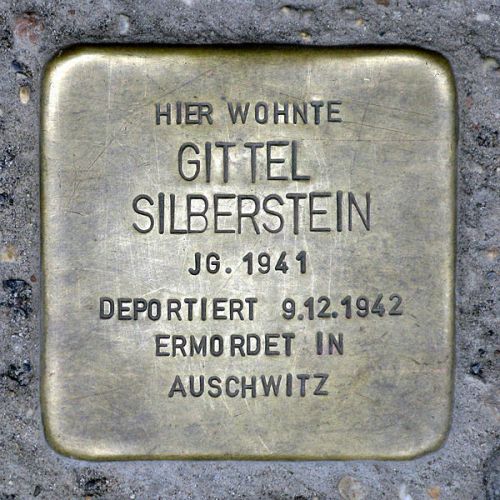 HIER WOHNTE
GITTEL
SILBERSTEIN
JG. 1941
DEPORTIERT 9.12.1942
ERMORDET IN
AUSCHWITZ